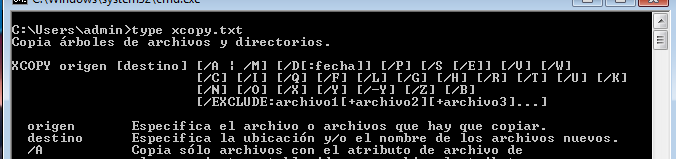 C:\Windows\system32\cmd.exe
C:\Users\admin>type xcopy.txt
Copia árboles de archivos y directorios.
XCOPY origen [destino] [/A ¦ /M] [/D[:fecha]] [/P] [/S [/E]] [/V] [/W]
[/C] [/I] [/Q] [/F] [/L] [/G] [/H] [/R] [/T] [/U] [/K]
[/N] [/O] [/X] [/Y] [/-Y] [/Z] [/B]
[/EXCLUDE:archivo1[+archivo2][+archivo3]...]
origen Especifica el archivo o archivos que hay que copiar.
destino Especifica la ubicación y/o el nombre de los archivos nuevos.
/A Copia sólo archivos con el atributo de archivo de